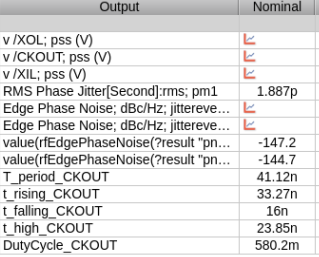 Output Nominal
v /XOL; pss (V)
v /CKOUT; pss (V)
v /XIL; pss (V)
RMS Phase Jitter[Second]:rms; pm1 1.887p
Edge Phase Noise; dBc/Hz; jittereve...
Edge Phase Noise; dBc/Hz; jittereve...
value(rfEdgePhaseNoise(?result "pn... -147.2
value(rfEdgePhaseNoise(?result "pn... -144.7
T_period_CKOUT 41.12n
t_rising_CKOUT 33.27n
t_falling_CKOUT 16n
t_high_CKOUT 23.85n
DutyCycle_CKOUT 580.2m